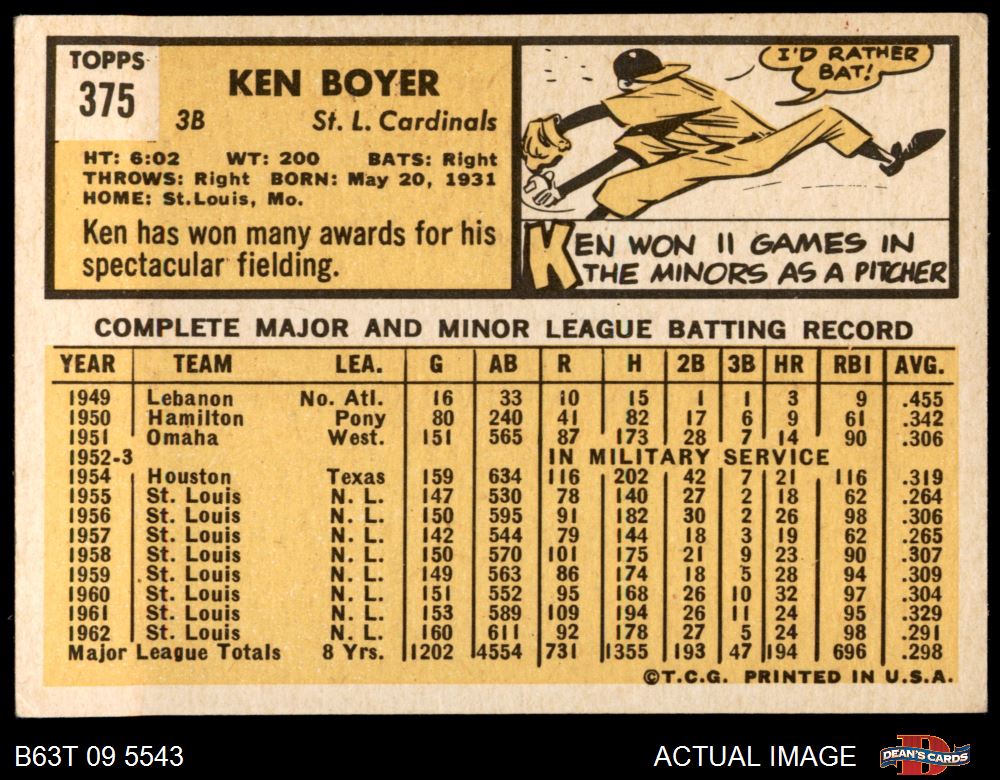 TOPPS
375
KEN BOYER
3B St. L. Cardinals
HT: 6:02 WT: 200 BATS: Right
THROWS: Right BORN: May 20, 1931
HOME: St.Louis, Mo.
Ken has won many awards for his
spectacular fielding.
I'D RATHER
BAT!
KEN WON 11 GAMES IN
THE MINORS AS A PITCHER
COMPLETE MAJOR AND MINOR LEAGUE BATTING RECORD
YEAR TEAM LEA. G AB R H 2B 3B HR RBI AVG.
1949 Lebanon No. Atl. 16 33 10 15 1 1 3 9 .455
1950 Hamilton Pony 80 240 41 82 17 6 9 61 .342
1951 Omaha West. 151 565 87 173 28 7 14 90 .306
1952-3 IN MILITARY SERVICE
1954 Houston Texas 159 634 116 202 42 7 21 116 .319
1955 St. Louis N. L. 147 530 78 140 27 2 18 62 .264
1956 St. Louis N. L. 150 595 91 182 30 2 26 98 .306
1957 St. Louis N. L. 142 544 79 144 18 3 19 62 .265
1958 St. Louis N. L. 150 570 101 175 21 9 23 90 .307
1959 St. Louis N. L. 149 563 86 174 18 5 28 94 .309
1960 St. Louis N. L. 151 552 95 168 26 10 32 97 .304
1961 St. Louis N. L. 153 589 109 194 26 11 24 95 .329
1962 St. Louis N. L. 160 611 92 178 27 5 24 98 .291
Major League Totals 8 Yrs. 1202 4554 731 1355 193 47 194 696 .298
©T.C.G. PRINTED IN U.S.A.
B63T 09 5543 ACTUAL IMAGE DEAN'S CARDS